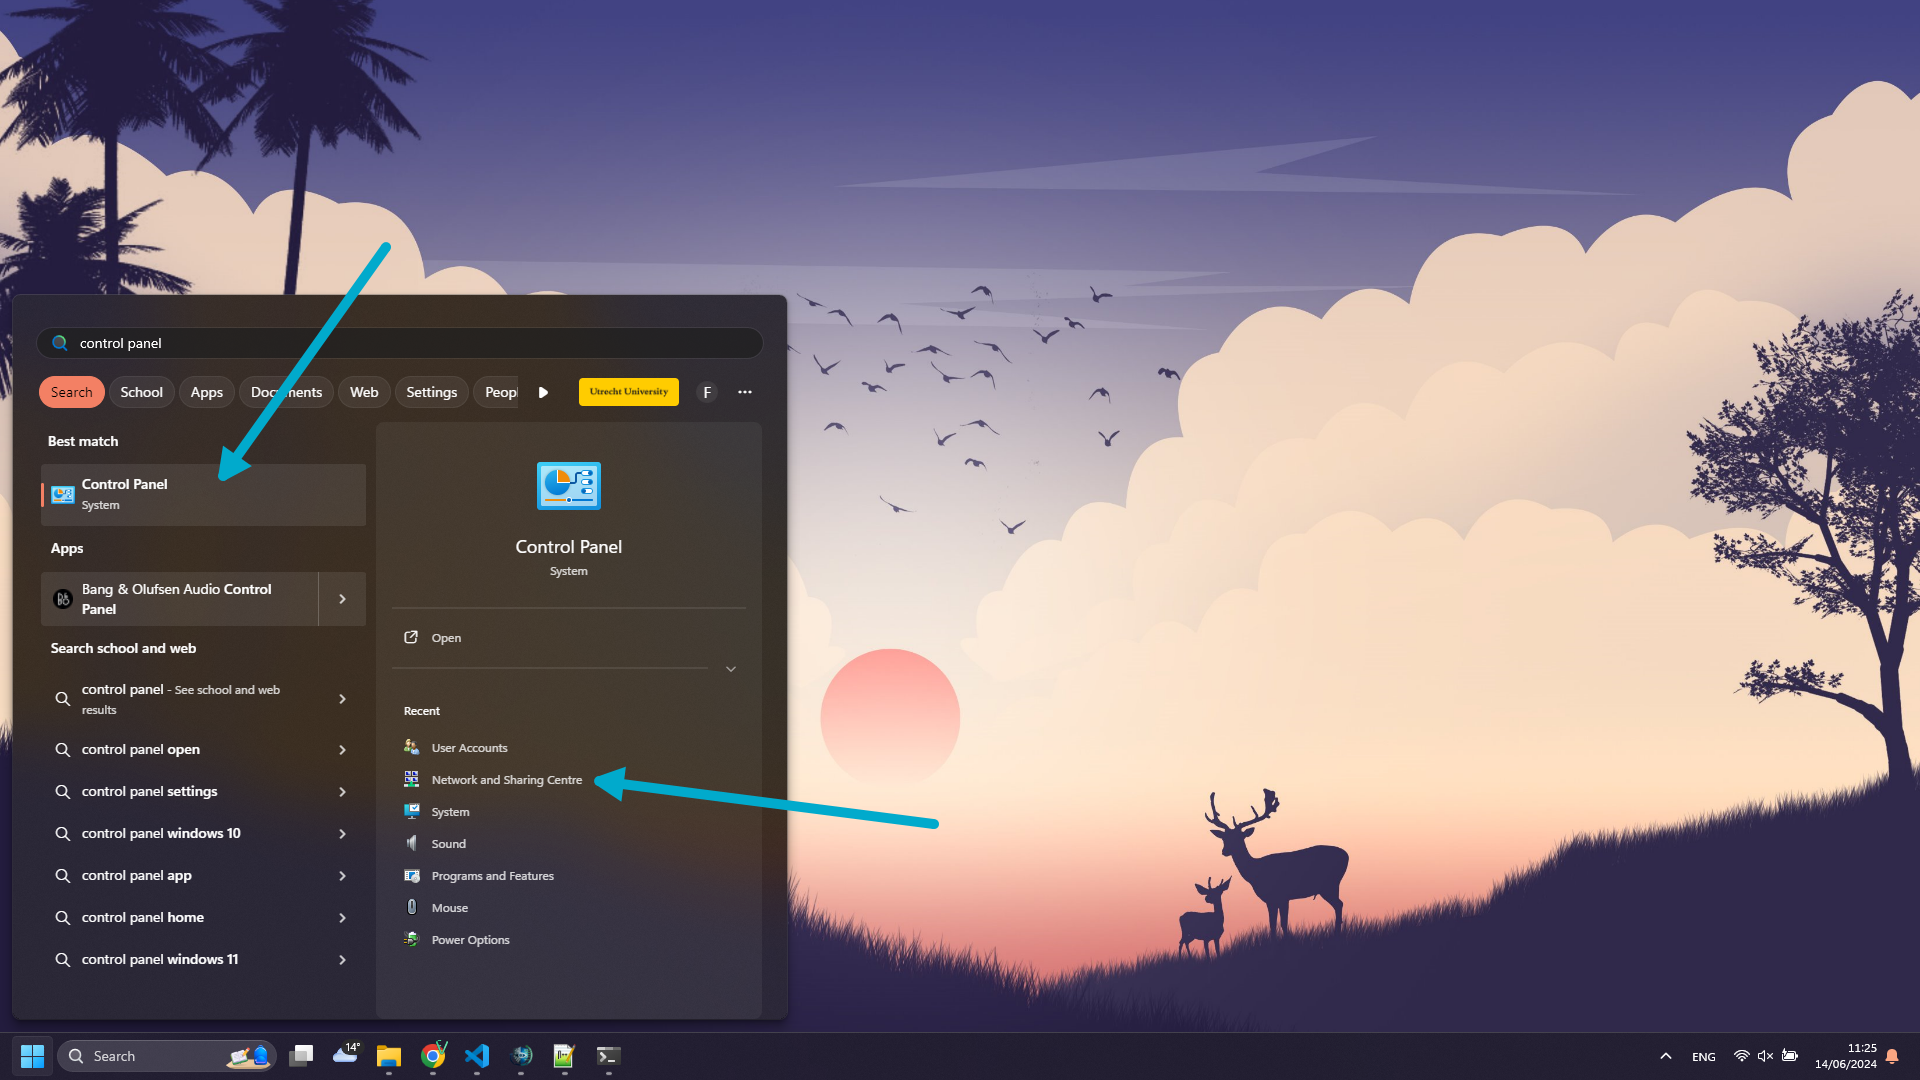 control panel
Search
School
Apps
Documents
Web
Settings
Peopl
Utrecht University
F
Best match
Control Panel
System
Apps
Bang & Olufsen Audio Control
Panel
Search school and web
control panel - See school and web
results
control panel open
control panel settings
control panel windows 10
control panel app
control panel home
control panel windows 11
Control Panel
System
Open
Recent
User Accounts
Network and Sharing Centre
System
Sound
Programs and Features
Mouse
Power Options
Search
14°
ENG
11:25
14/06/2024